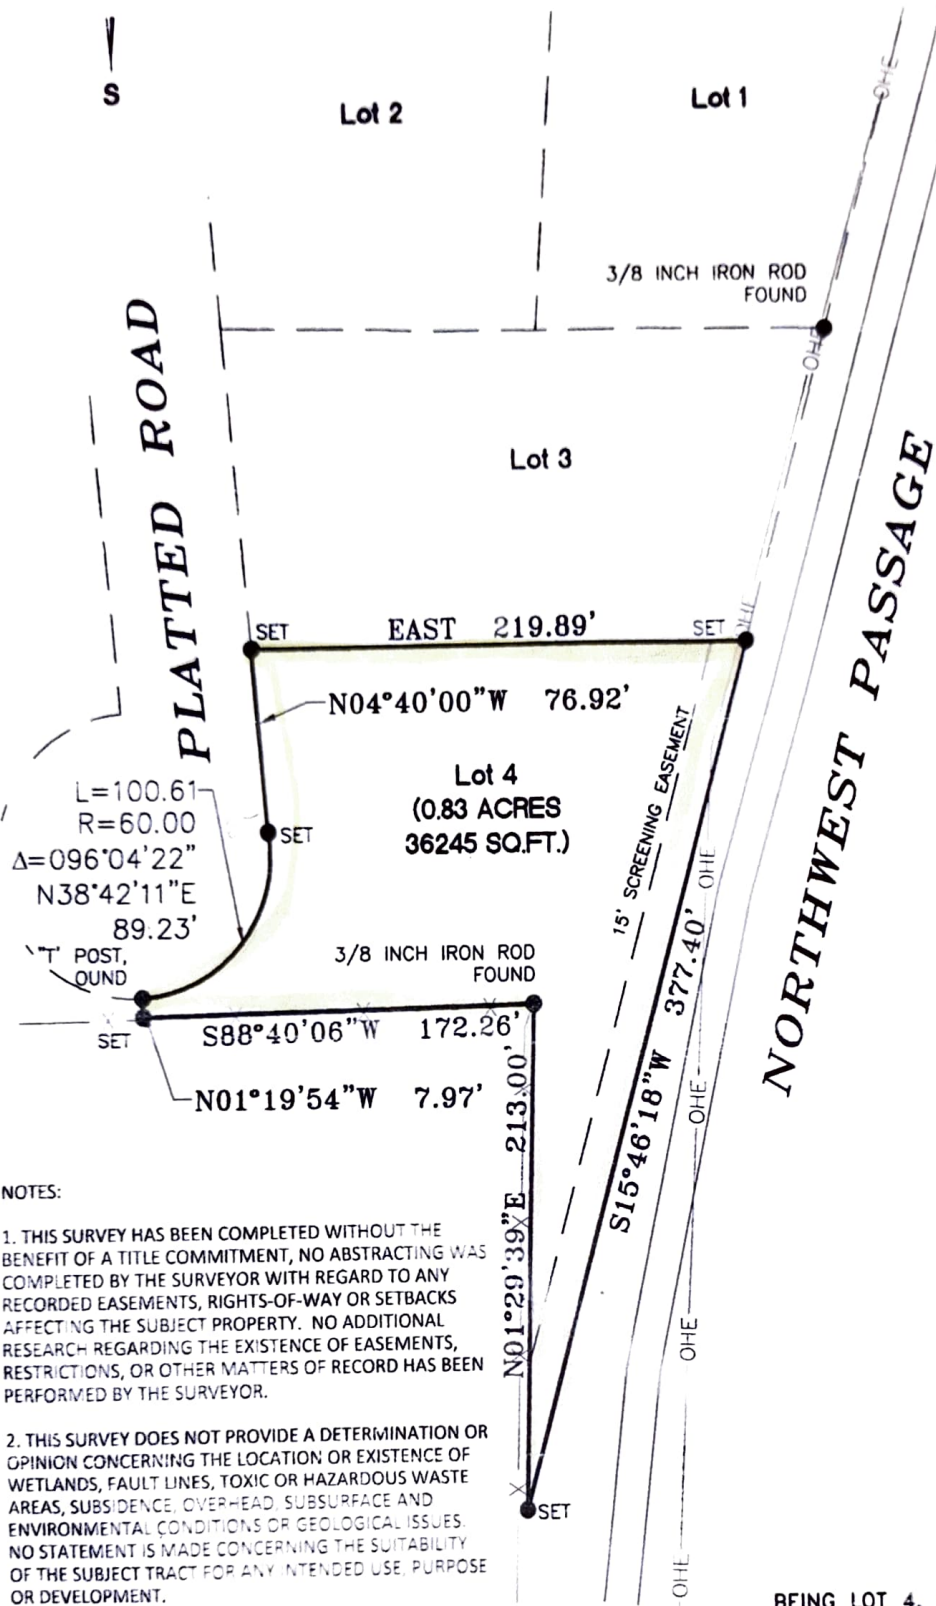 S
Lot 2
Lot 1
3/8 INCH IRON ROD
FOUND
OHE
OHE
PLATTED ROAD
Lot 3
NORTHWEST PASSAGE
SET
EAST 219.89'
SET
OHE
N04°40'00"W 76.92'
15' SCREENING EASEMENT
Lot 4
(0.83 ACRES
36245 SQ.FT.)
L=100.61
R=60.00
Δ=096°04'22"
N38°42'11"E
89.23'
SET
OHE
"T' POST,
OUND
3/8 INCH IRON ROD
FOUND
SET
S88°40'06"W 172.26'
N01°19'54"W 7.97'
N01°29'39"E 213.00'
S15°46'18"W 377.40'
OHE
OHE
SET
OHE
NOTES:
1. THIS SURVEY HAS BEEN COMPLETED WITHOUT THE
BENEFIT OF A TITLE COMMITMENT, NO ABSTRACTING WAS
COMPLETED BY THE SURVEYOR WITH REGARD TO ANY
RECORDED EASEMENTS, RIGHTS-OF-WAY OR SETBACKS
AFFECTING THE SUBJECT PROPERTY. NO ADDITIONAL
RESEARCH REGARDING THE EXISTENCE OF EASEMENTS,
RESTRICTIONS, OR OTHER MATTERS OF RECORD HAS BEEN
PERFORMED BY THE SURVEYOR.
2. THIS SURVEY DOES NOT PROVIDE A DETERMINATION OR
OPINION CONCERNING THE LOCATION OR EXISTENCE OF
WETLANDS, FAULT LINES, TOXIC OR HAZARDOUS WASTE
AREAS, SUBSIDENCE, OVERHEAD, SUBSURFACE AND
ENVIRONMENTAL CONDITIONS OR GEOLOGICAL ISSUES.
NO STATEMENT IS MADE CONCERNING THE SUITABILITY
OF THE SUBJECT TRACT FOR ANY INTENDED USE, PURPOSE
OR DEVELOPMENT.
BEING LOT 4,